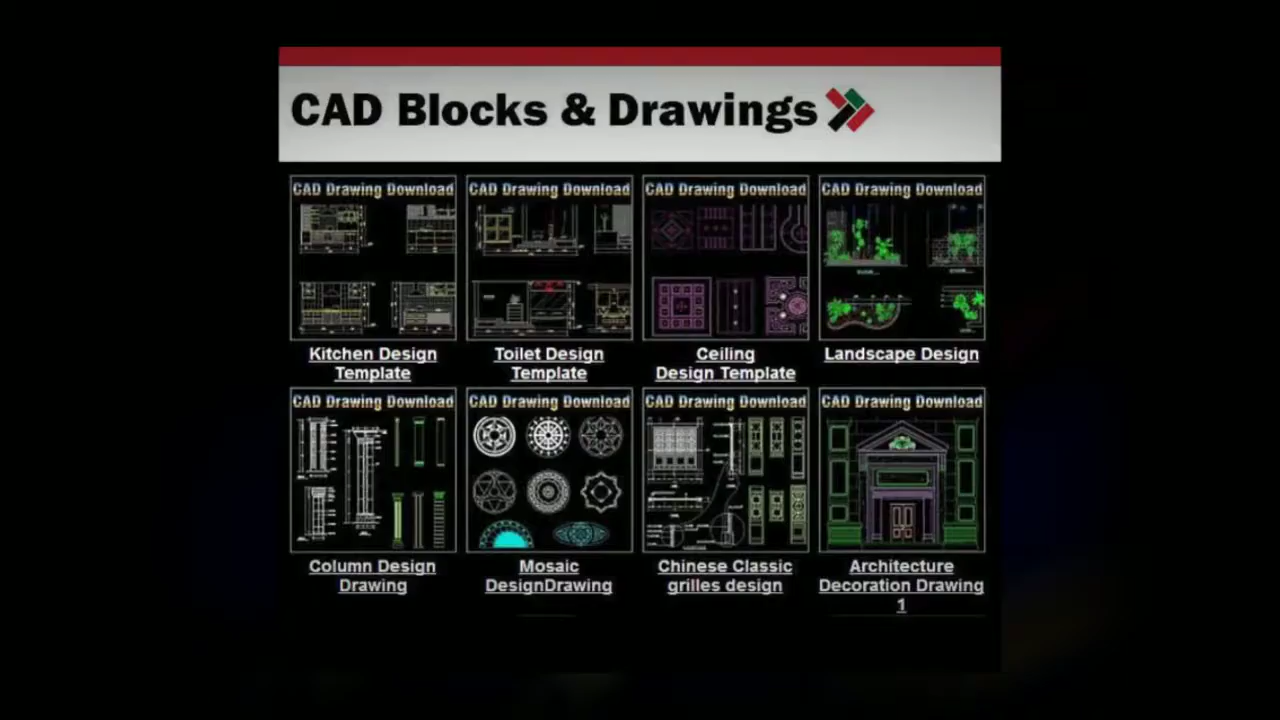 CAD Blocks & Drawings
CAD Drawing Download
CAD Drawing Download
CAD Drawing Download
CAD Drawing Download
Kitchen Design
Template
Toilet Design
Template
Ceiling
Design Template
Landscape Design
CAD Drawing Download
CAD Drawing Download
CAD Drawing Download
CAD Drawing Download
Column Design
Drawing
Mosaic
DesignDrawing
Chinese Classic
grilles design
Architecture
Decoration Drawing
1